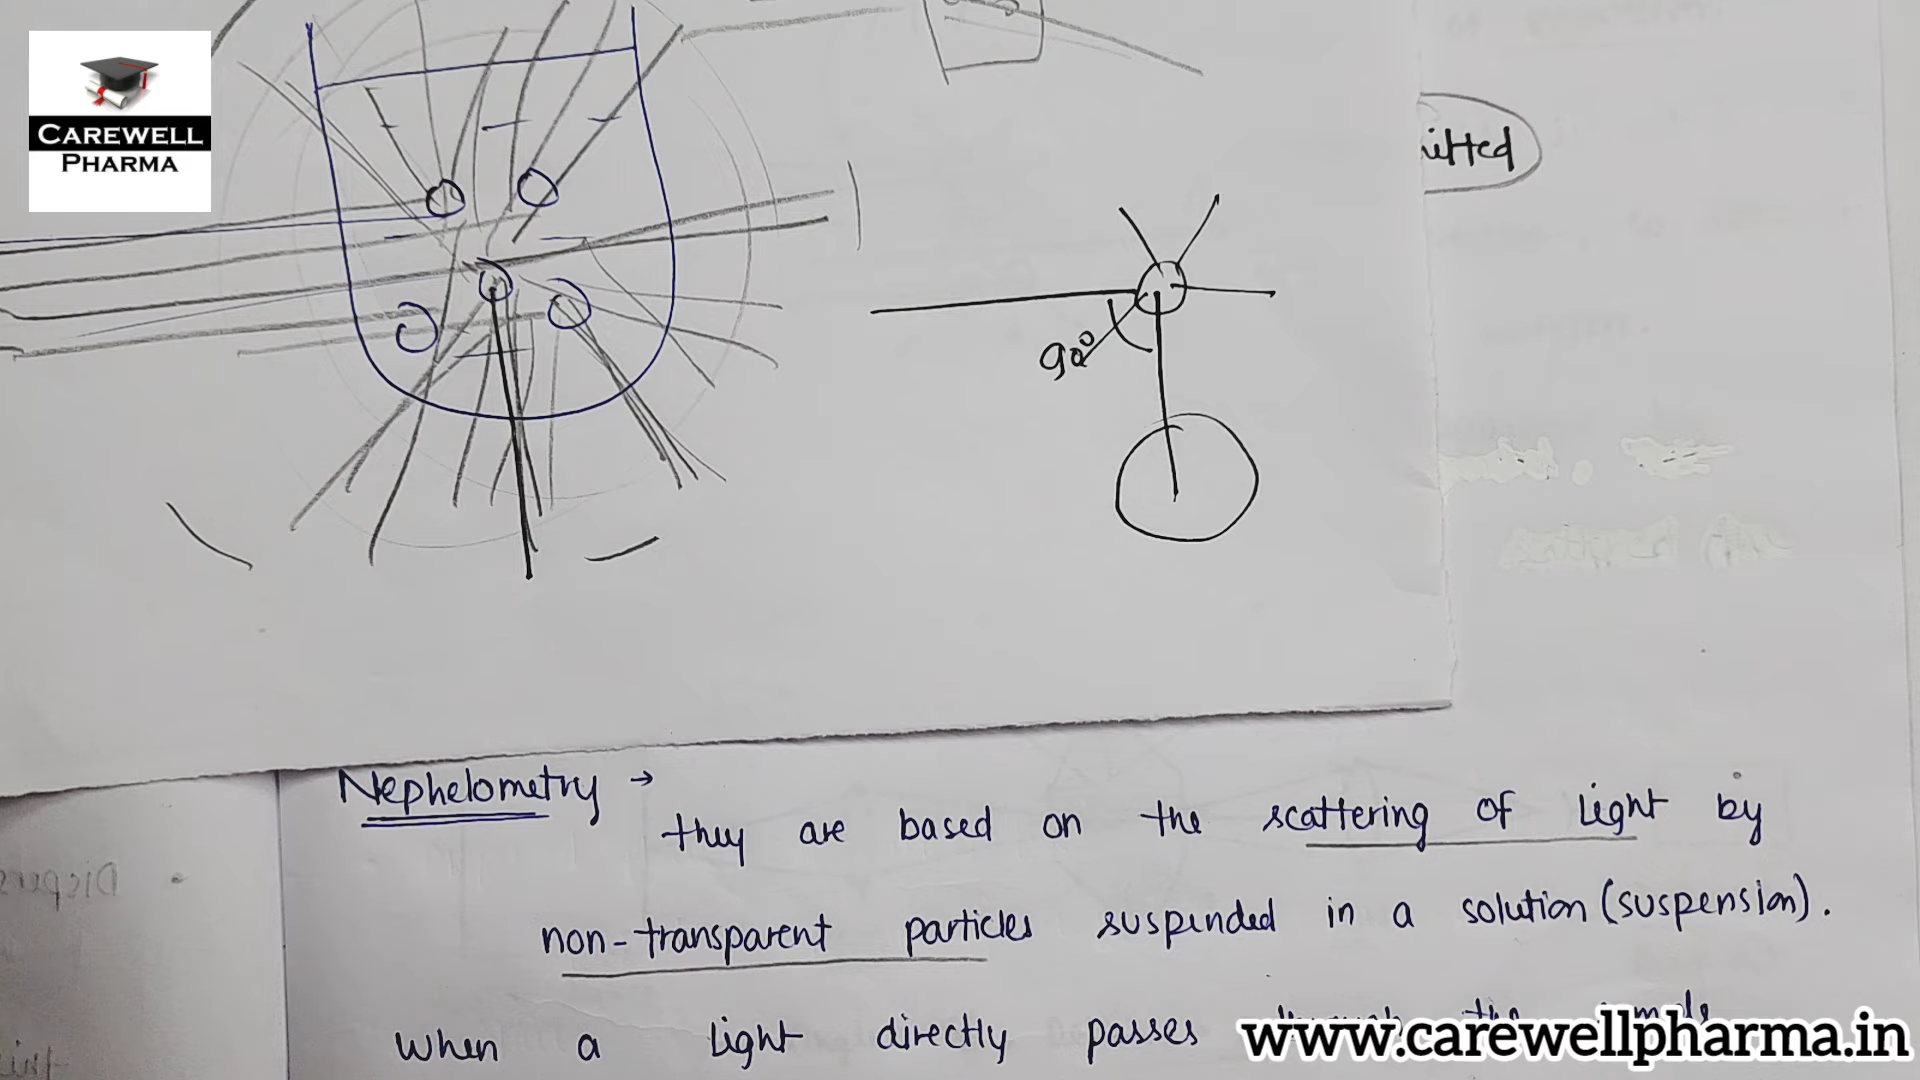 CAREWELL
PHARMA
itted
90°
Nephelometry →
they are based on the scattering of light by
non-transparent particles suspended in a solution (suspension).
When a light directly passes
www.carewellpharma.in